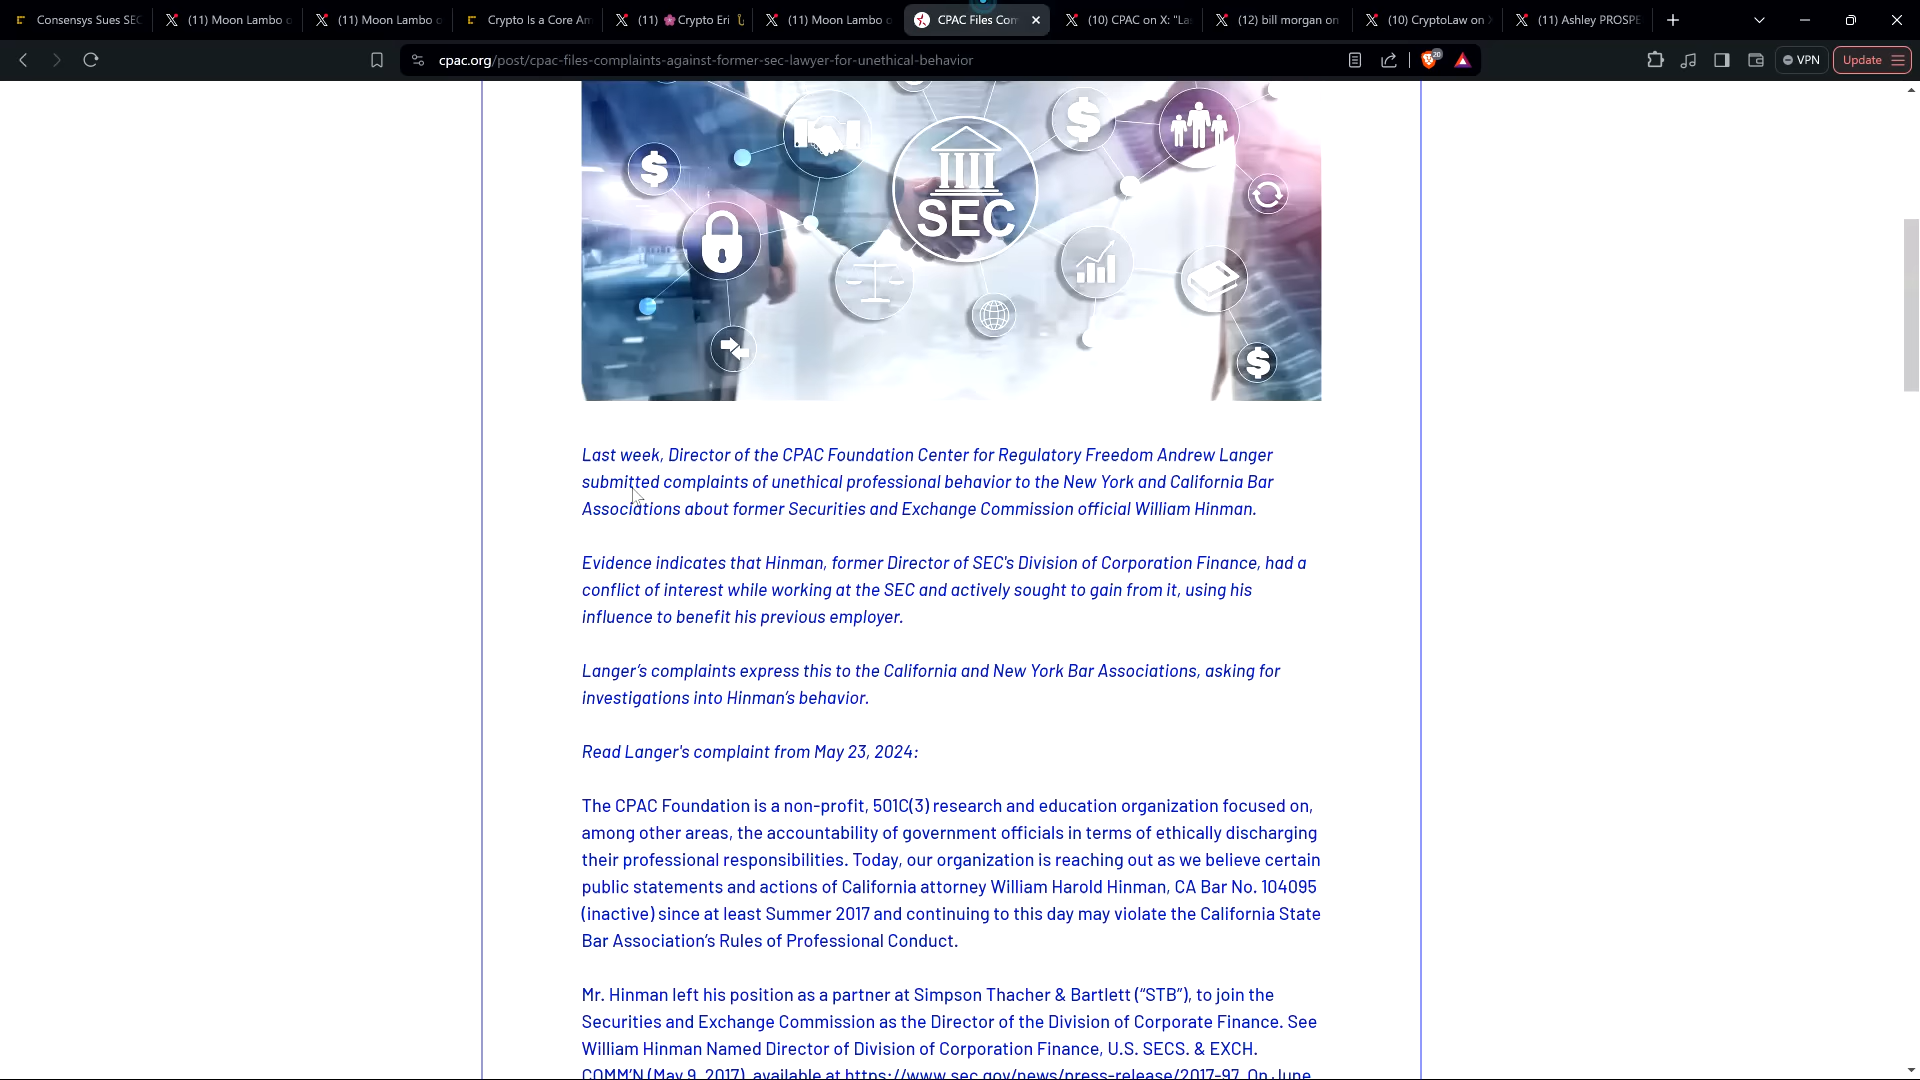 Consensys Sues SEC
(11) Moon Lambo o
(11) Moon Lambo o
Crypto Is a Core Am
(11) 🌸Crypto Eri
(11) Moon Lambo o
CPAC Files Com
(10) CPAC on X: "La
(12) bill morgan on
(10) CryptoLaw on X
(11) Ashley PROSPE
cpac.org/post/cpac-files-complaints-against-former-sec-lawyer-for-unethical-behavior
20
VPN
Update
$
$
SEC
$
Last week, Director of the CPAC Foundation Center for Regulatory Freedom Andrew Langer
submitted complaints of unethical professional behavior to the New York and California Bar
Associations about former Securities and Exchange Commission official William Hinman.
Evidence indicates that Hinman, former Director of SEC's Division of Corporation Finance, had a
conflict of interest while working at the SEC and actively sought to gain from it, using his
influence to benefit his previous employer.
Langer’s complaints express this to the California and New York Bar Associations, asking for
investigations into Hinman’s behavior.
Read Langer's complaint from May 23, 2024:
The CPAC Foundation is a non-profit, 501C(3) research and education organization focused on,
among other areas, the accountability of government officials in terms of ethically discharging
their professional responsibilities. Today, our organization is reaching out as we believe certain
public statements and actions of California attorney William Harold Hinman, CA Bar No. 104095
(inactive) since at least Summer 2017 and continuing to this day may violate the California State
Bar Association’s Rules of Professional Conduct.
Mr. Hinman left his position as a partner at Simpson Thacher & Bartlett (“STB”), to join the
Securities and Exchange Commission as the Director of the Division of Corporate Finance. See
William Hinman Named Director of Division of Corporation Finance, U.S. SECS. & EXCH.
COMM’N (May 9, 2017), available at https://www.sec.gov/news/press-release/2017-97. On June